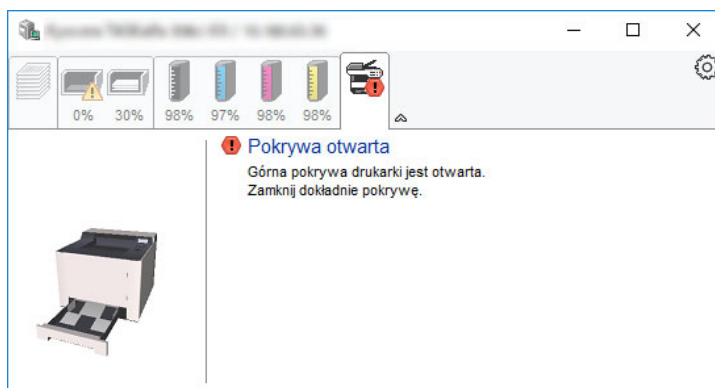 0% 30% 98% 97% 98% 98%
Pokrywa otwarta
Górna pokrywa drukarki jest otwarta.
Zamknij dokładnie pokrywę.